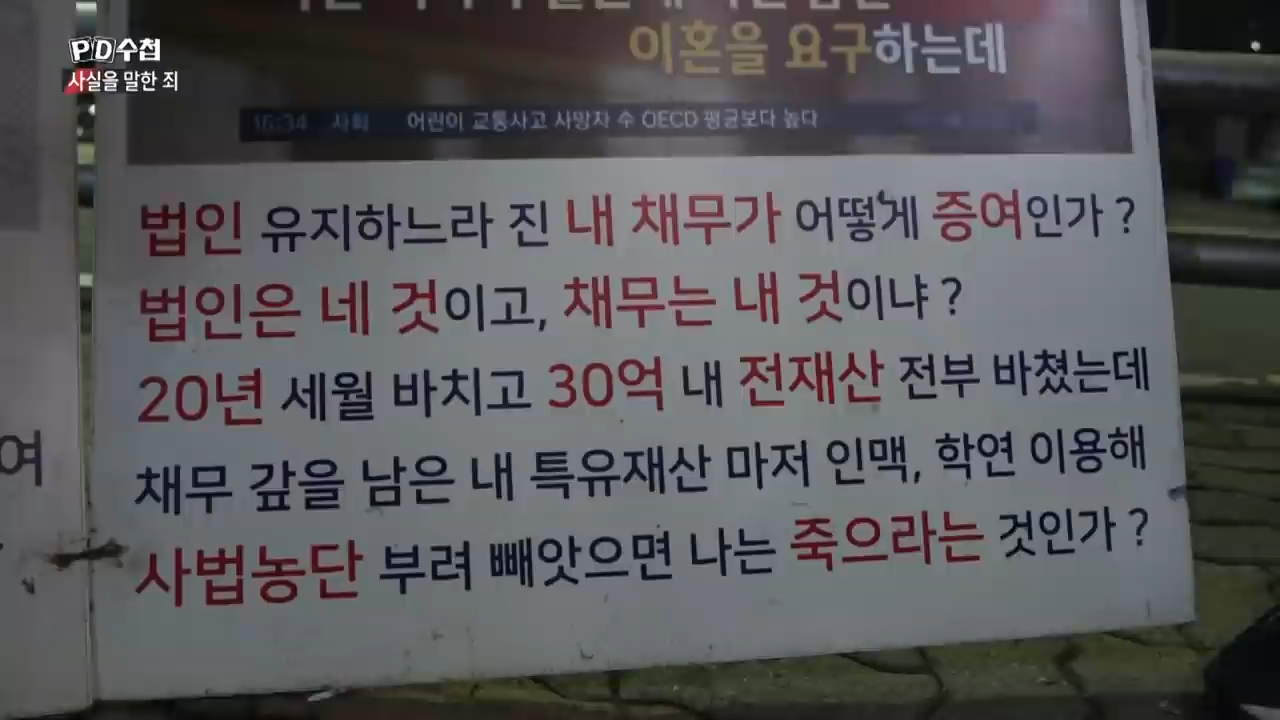 PD수첩
사실을 말한 죄
이혼을 요구하는데
16:34 사회 어린이 교통사고 사망자 수 OECD 평균보다 높다
법인 유지하느라 진 내 채무가 어떻게 증여인가 ?
법인은 네 것이고, 채무는 내 것이냐 ?
20년 세월 바치고 30억 내 전재산 전부 바쳤는데
채무 갚을 남은 내 특유재산 마저 인맥, 학연 이용해
사법농단 부려 빼앗으면 나는 죽으라는 것인가 ?
여